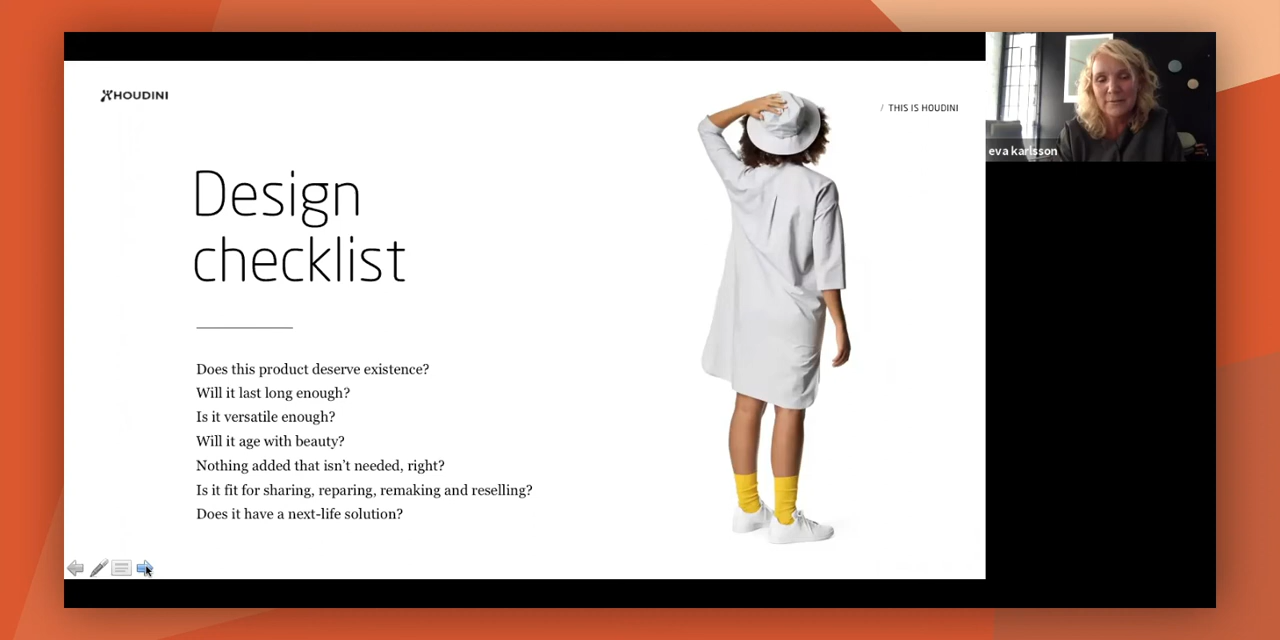 HOUDINI
/ THIS IS HOUDINI
eva karlsson
Design
checklist
Does this product deserve existence?
Will it last long enough?
Is it versatile enough?
Will it age with beauty?
Nothing added that isn't needed, right?
Is it fit for sharing, reparing, remaking and reselling?
Does it have a next-life solution?